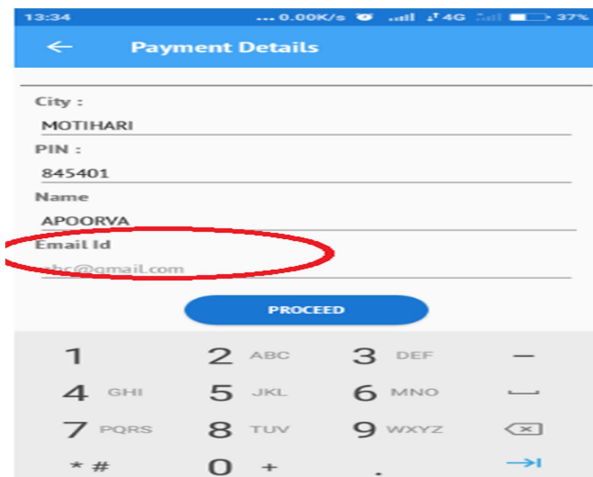 13:34 ... 0.00K/s 4G 37%
Payment Details
City :
MOTIHARI
PIN :
845401
Name
APOORVA
Email Id
abc@gmail.com
PROCEED
1 2 ABC 3 DEF –
4 GHI 5 JKL 6 MNO
7 PQRS 8 TUV 9 WXYZ
* # 0 + .